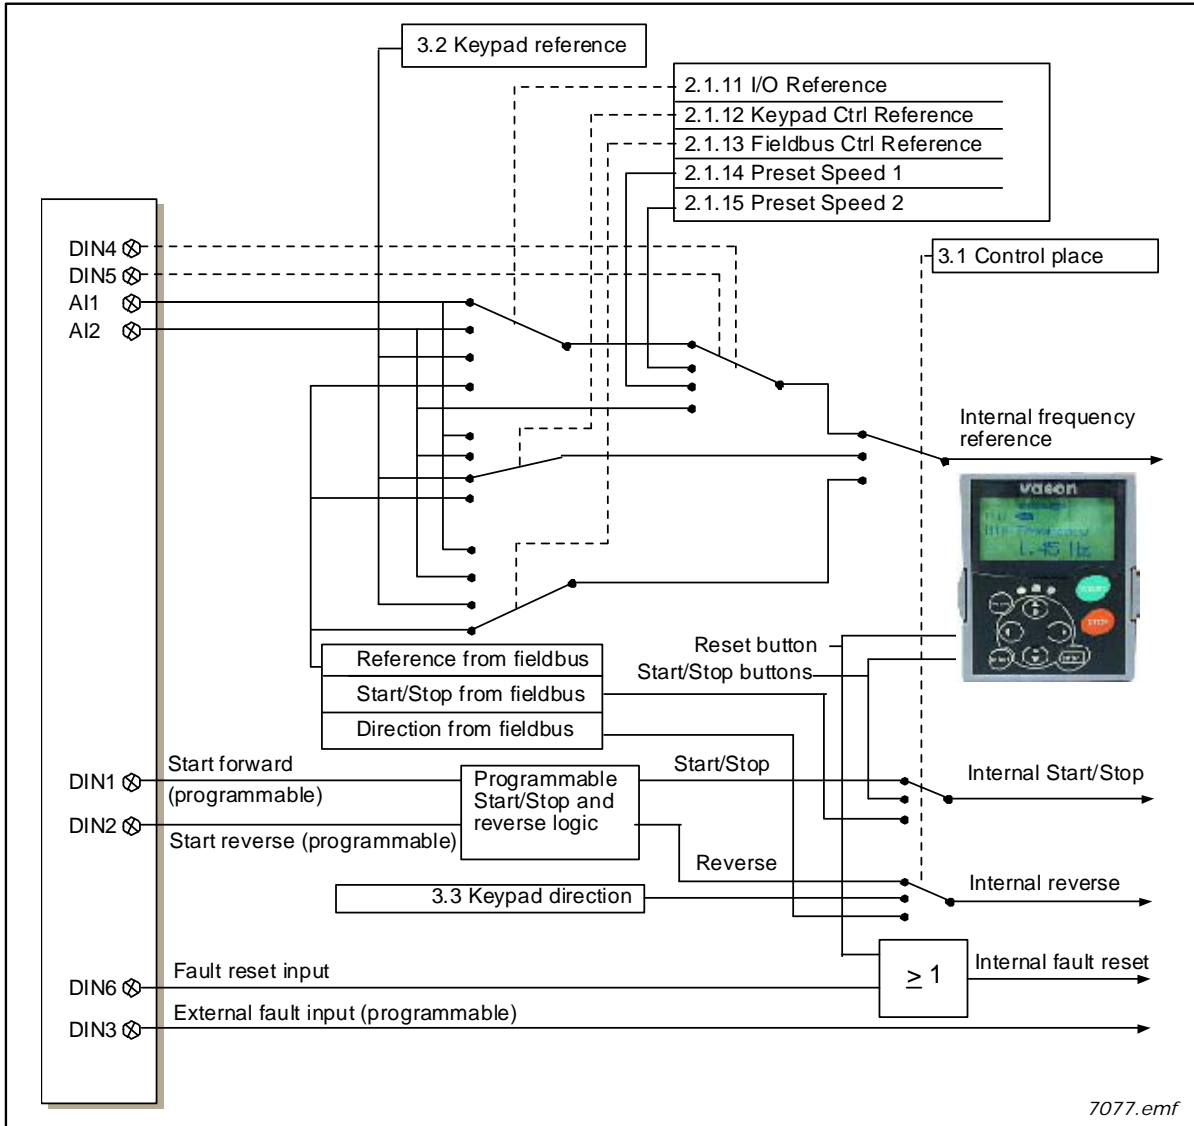 3.2 Keypad reference
2.1.11 I/O Reference
2.1.12 Keypad Ctrl Reference
2.1.13 Fieldbus Ctrl Reference
2.1.14 Preset Speed 1
2.1.15 Preset Speed 2
DIN4
DIN5
AI1
AI2
3.1 Control place
Internal frequency
reference
vacon
1.45 Hz
Reset button
Start/Stop buttons
Reference from fieldbus
Start/Stop from fieldbus
Direction from fieldbus
DIN1
Start forward
(programmable)
DIN2
Start reverse (programmable)
Programmable
Start/Stop and
reverse logic
Start/Stop
Internal Start/Stop
Reverse
Internal reverse
3.3 Keypad direction
≥ 1
Internal fault reset
DIN6
Fault reset input
DIN3
External fault input (programmable)
7077.emf